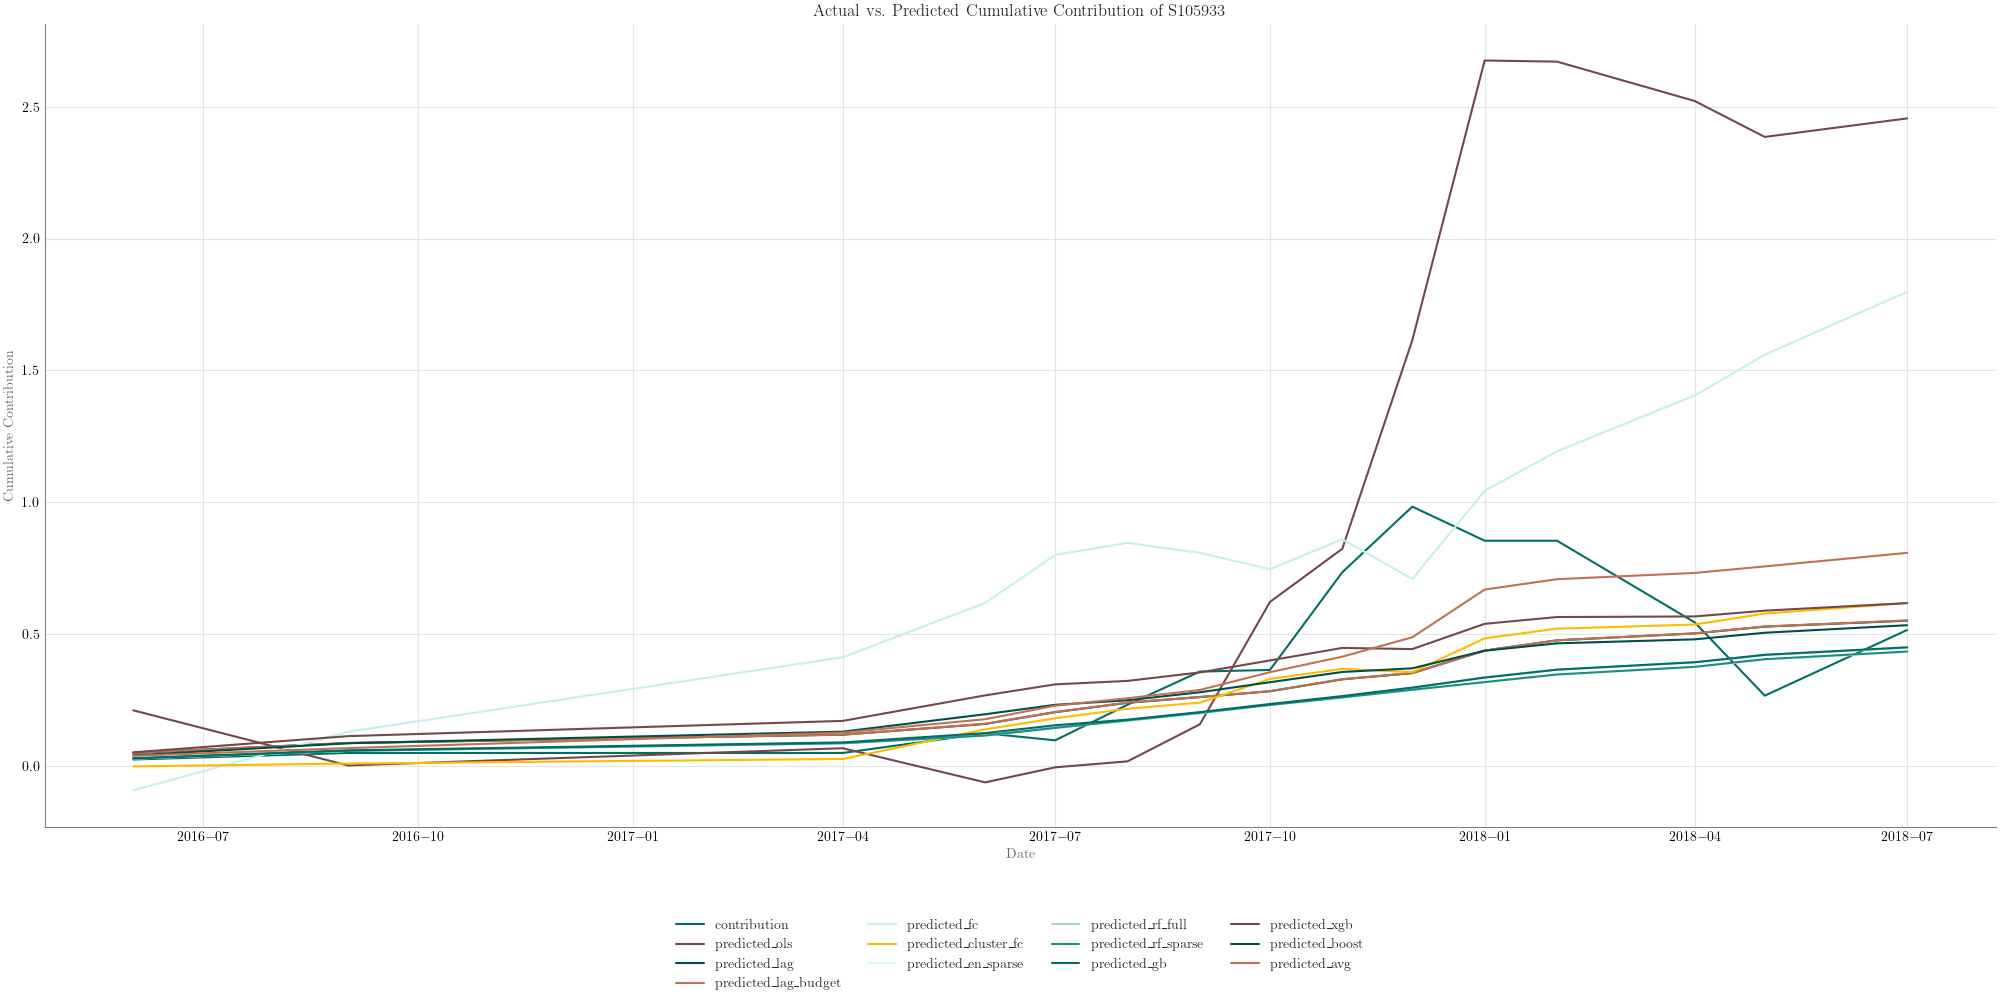 Actual vs. Predicted Cumulative Contribution of S105933
Cumulative Contribution
2.5
2.0
1.5
1.0
0.5
0.0
2016−07 2016−10 2017−01 2017−04 2017−07 2017−10 2018−01 2018−04 2018−07
Date
contribution predicted_fc predicted_rf_full predicted_xgb
predicted_ols predicted_cluster_fc predicted_rf_sparse predicted_boost
predicted_lag predicted_en_sparse predicted_gb predicted_avg
predicted_lag_budget